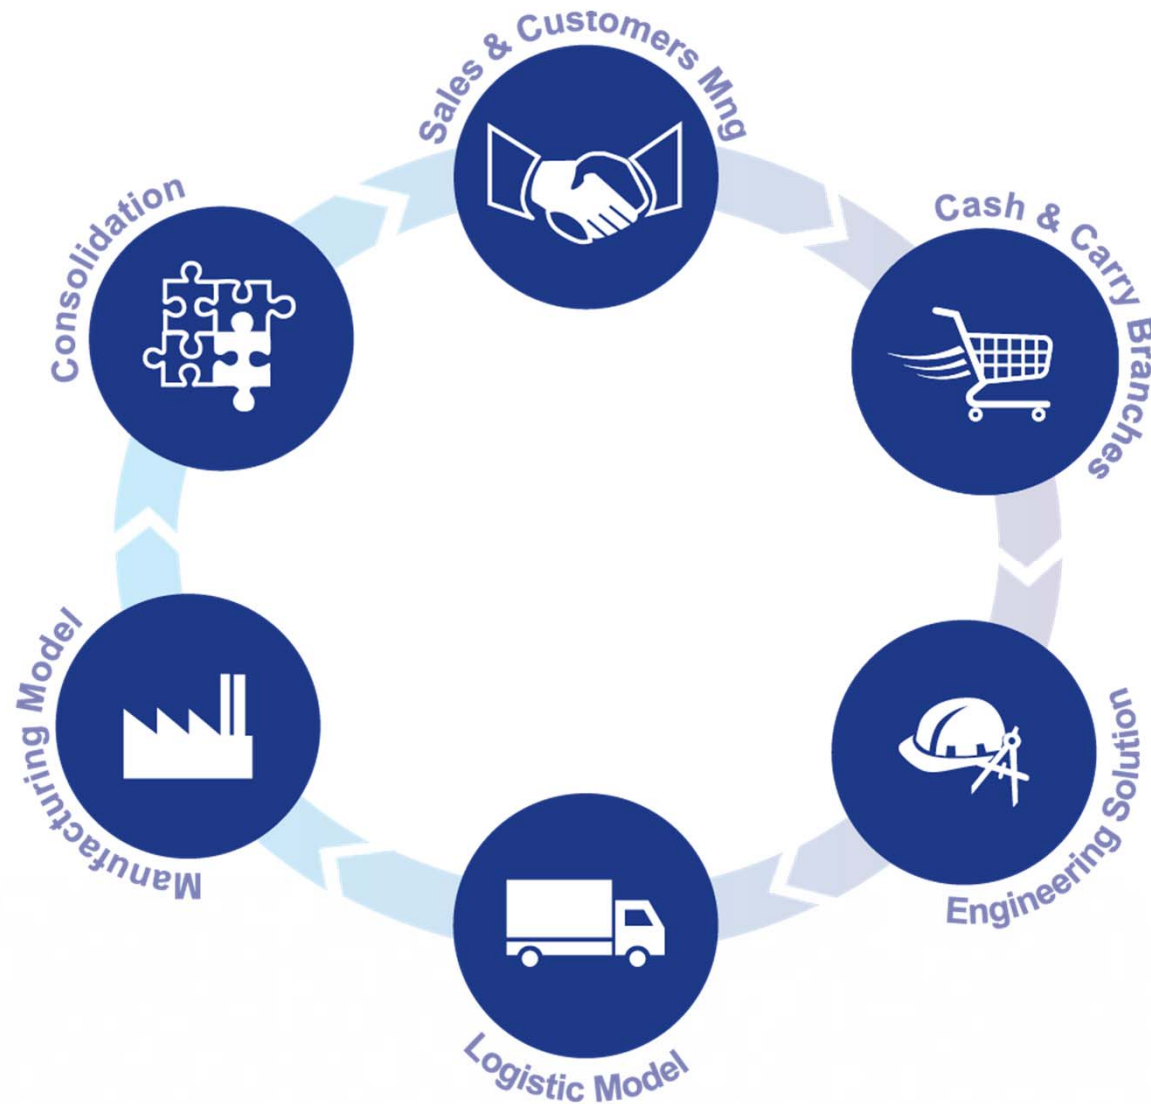 Sales & Customers Mng
Cash & Carry Branches
Engineering Solution
Logistic Model
Manufacturing Model
Consolidation